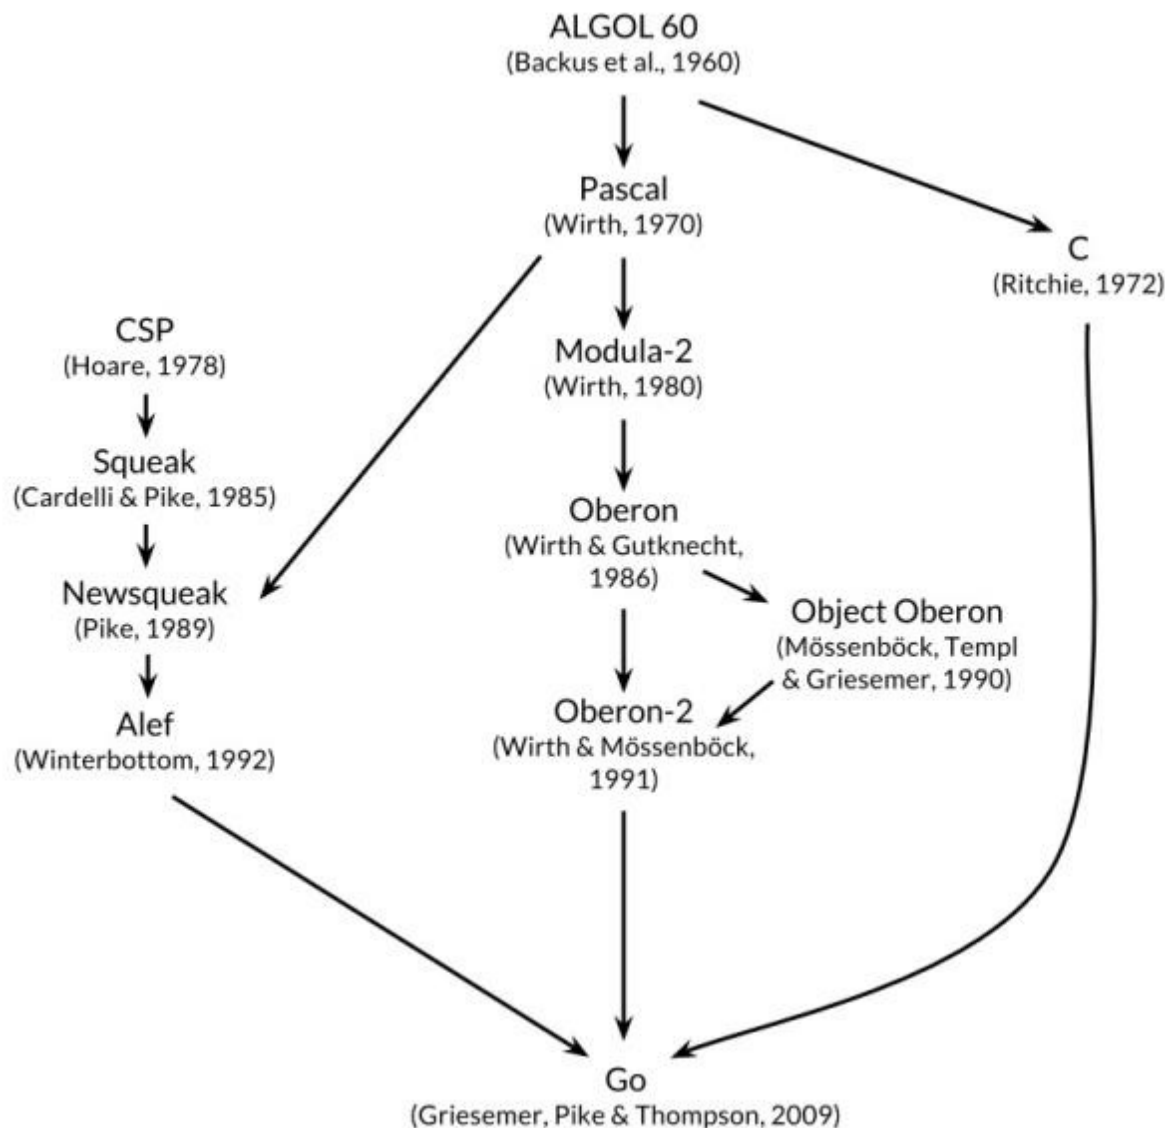 ALGOL 60
(Backus et al., 1960)
Pascal
(Wirth, 1970)
C
(Ritchie, 1972)
CSP
(Hoare, 1978)
Modula-2
(Wirth, 1980)
Squeak
(Cardelli & Pike, 1985)
Oberon
(Wirth & Gutknecht,
1986)
Newsqueak
(Pike, 1989)
Object Oberon
(Mössenböck, Templ
& Griesemer, 1990)
Oberon-2
(Wirth & Mössenböck,
1991)
Alef
(Winterbottom, 1992)
Go
(Griesemer, Pike & Thompson, 2009)